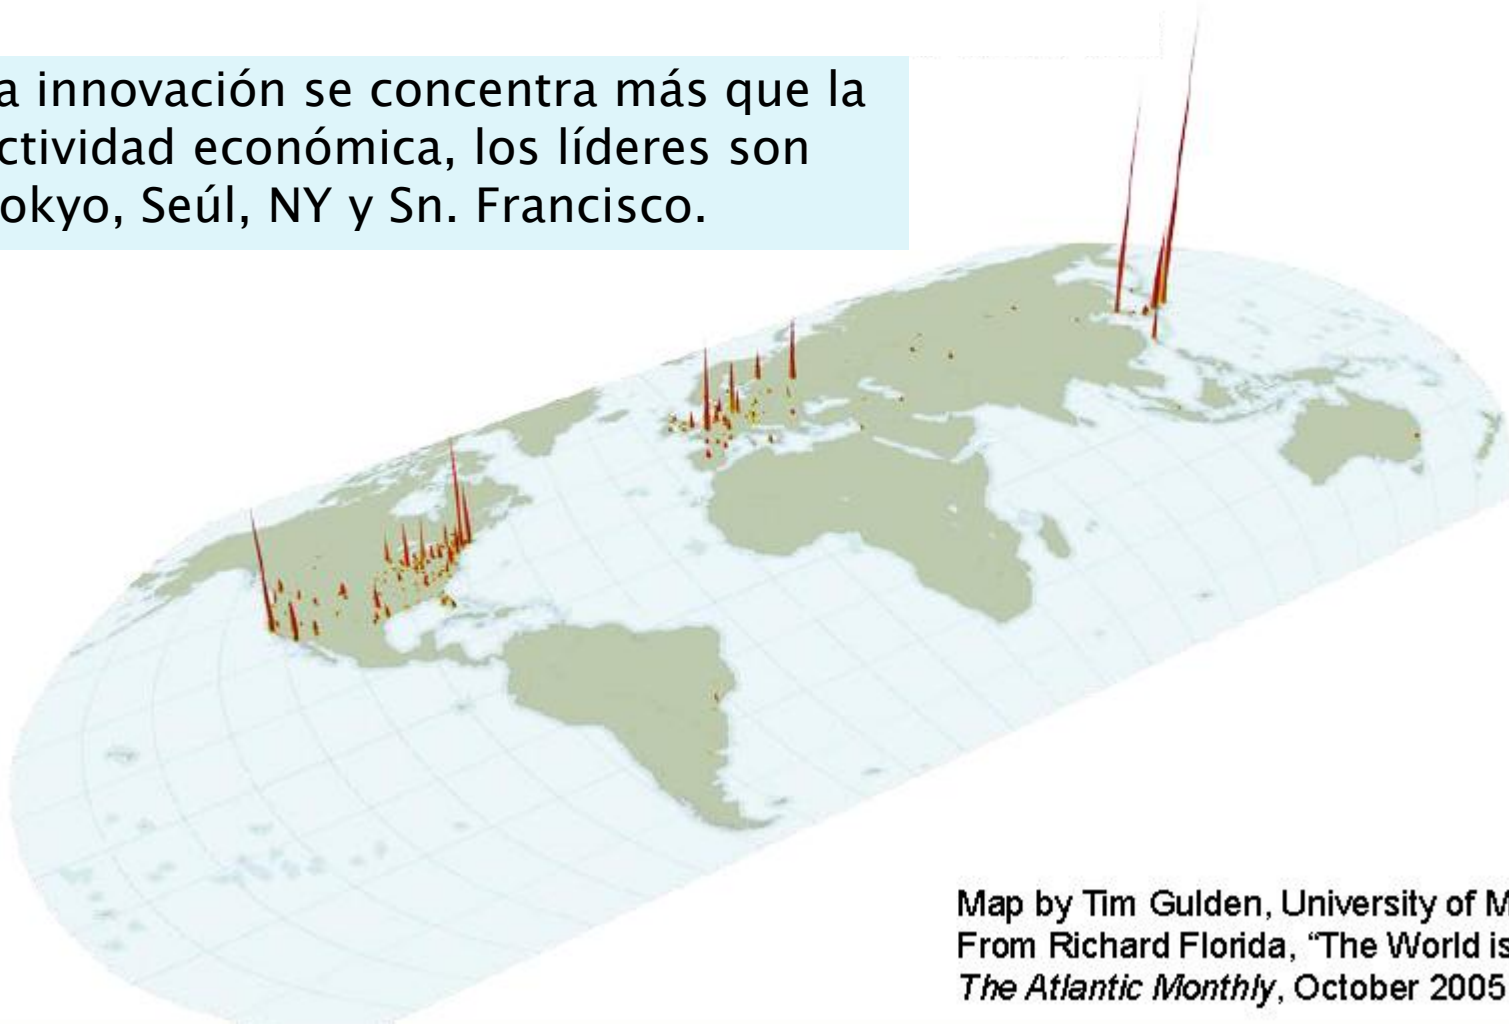 a innovación se concentra más que la
ctividad económica, los líderes son
okyo, Seúl, NY y Sn. Francisco.
Map by Tim Gulden, University of M
From Richard Florida, “The World is
The Atlantic Monthly, October 2005